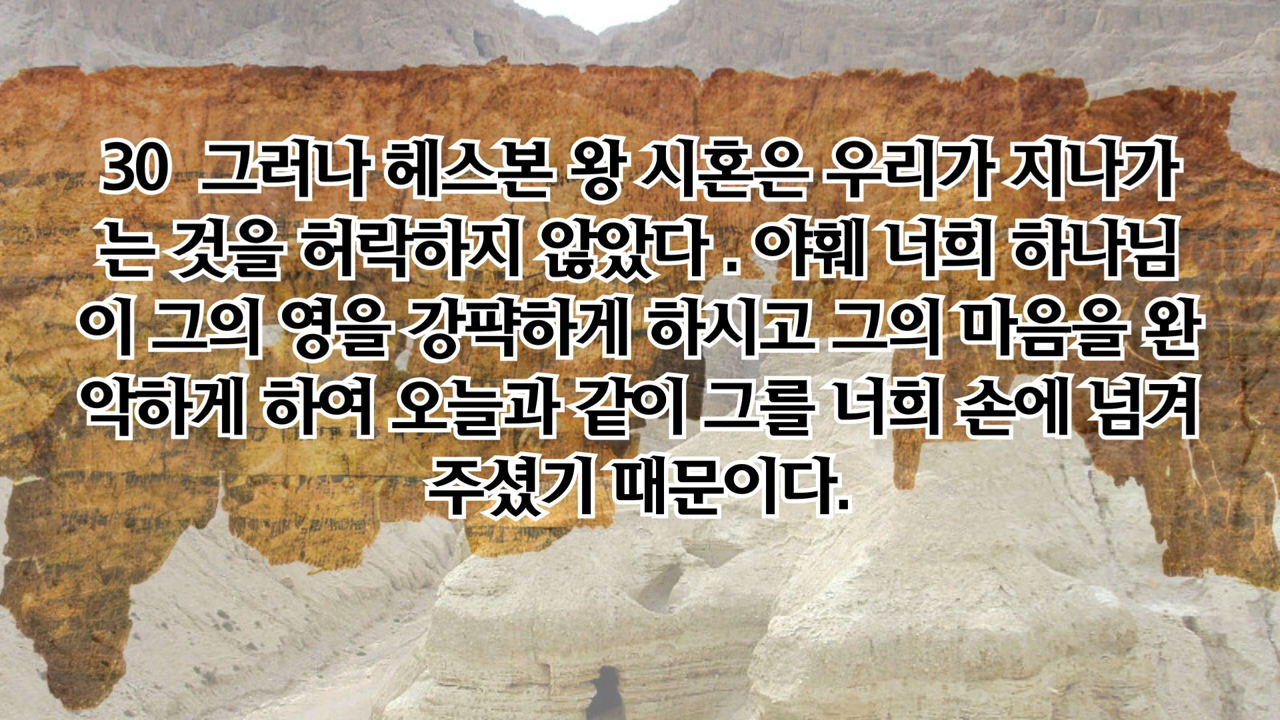 30 그러나 헤스본 왕 시혼은 우리가 지나가
는 것을 허락하지 않았다 . 야훼 너희 하나님
이 그의 영을 강퍅하게 하시고 그의 마음을 완
악하게 하여 오늘과 같이 그를 너희 손에 넘겨
주셨기 때문이다.